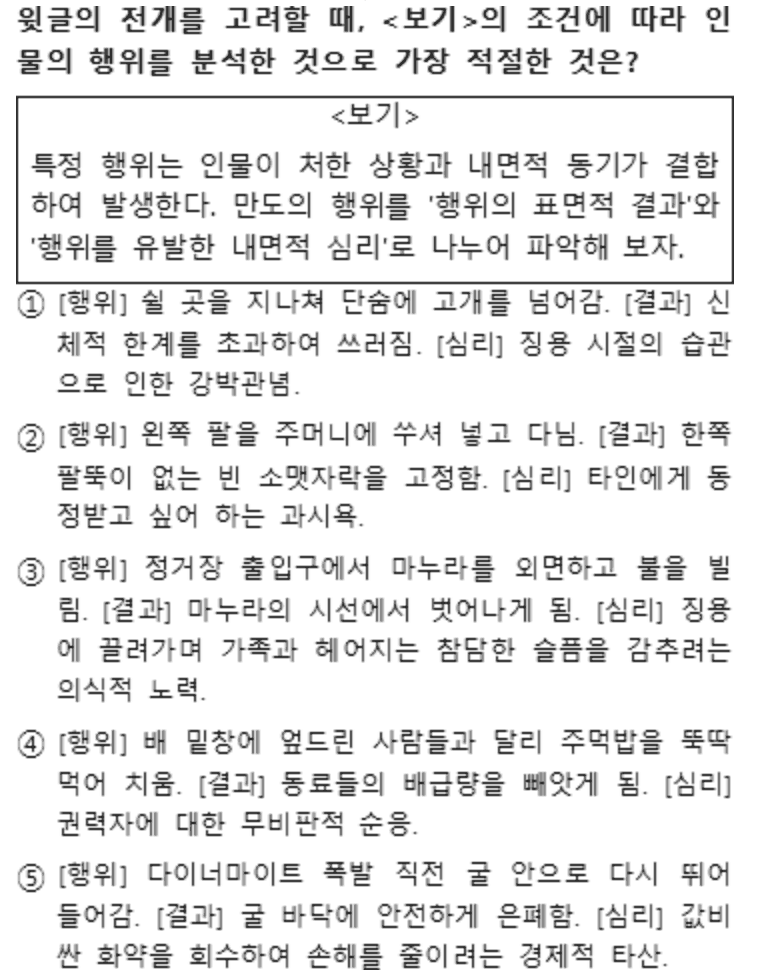 윗글의 전개를 고려할 때, <보기>의 조건에 따라 인
물의 행위를 분석한 것으로 가장 적절한 것은?
<보기>
특정 행위는 인물이 처한 상황과 내면적 동기가 결합
하여 발생한다. 만도의 행위를 '행위의 표면적 결과'와
'행위를 유발한 내면적 심리'로 나누어 파악해 보자.
① [행위] 쉴 곳을 지나쳐 단숨에 고개를 넘어감. [결과] 신
체적 한계를 초과하여 쓰러짐. [심리] 징용 시절의 습관
으로 인한 강박관념.
② [행위] 왼쪽 팔을 주머니에 쑤셔 넣고 다님. [결과] 한쪽
팔뚝이 없는 빈 소맷자락을 고정함. [심리] 타인에게 동
정받고 싶어 하는 과시욕.
③ [행위] 정거장 출입구에서 마누라를 외면하고 불을 빌
림. [결과] 마누라의 시선에서 벗어나게 됨. [심리] 징용
에 끌려가며 가족과 헤어지는 참담한 슬픔을 감추려는
의식적 노력.
④ [행위] 배 밑창에 엎드린 사람들과 달리 주먹밥을 뚝딱
먹어 치움. [결과] 동료들의 배급량을 빼앗게 됨. [심리]
권력자에 대한 무비판적 순응.
⑤ [행위] 다이너마이트 폭발 직전 굴 안으로 다시 뛰어
들어감. [결과] 굴 바닥에 안전하게 은폐함. [심리] 값비
싼 화약을 회수하여 손해를 줄이려는 경제적 타산.